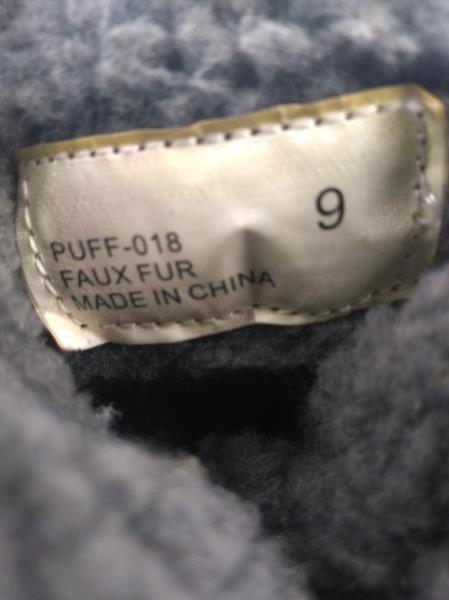 9
PUFF-018
FAUX FUR
MADE IN CHINA